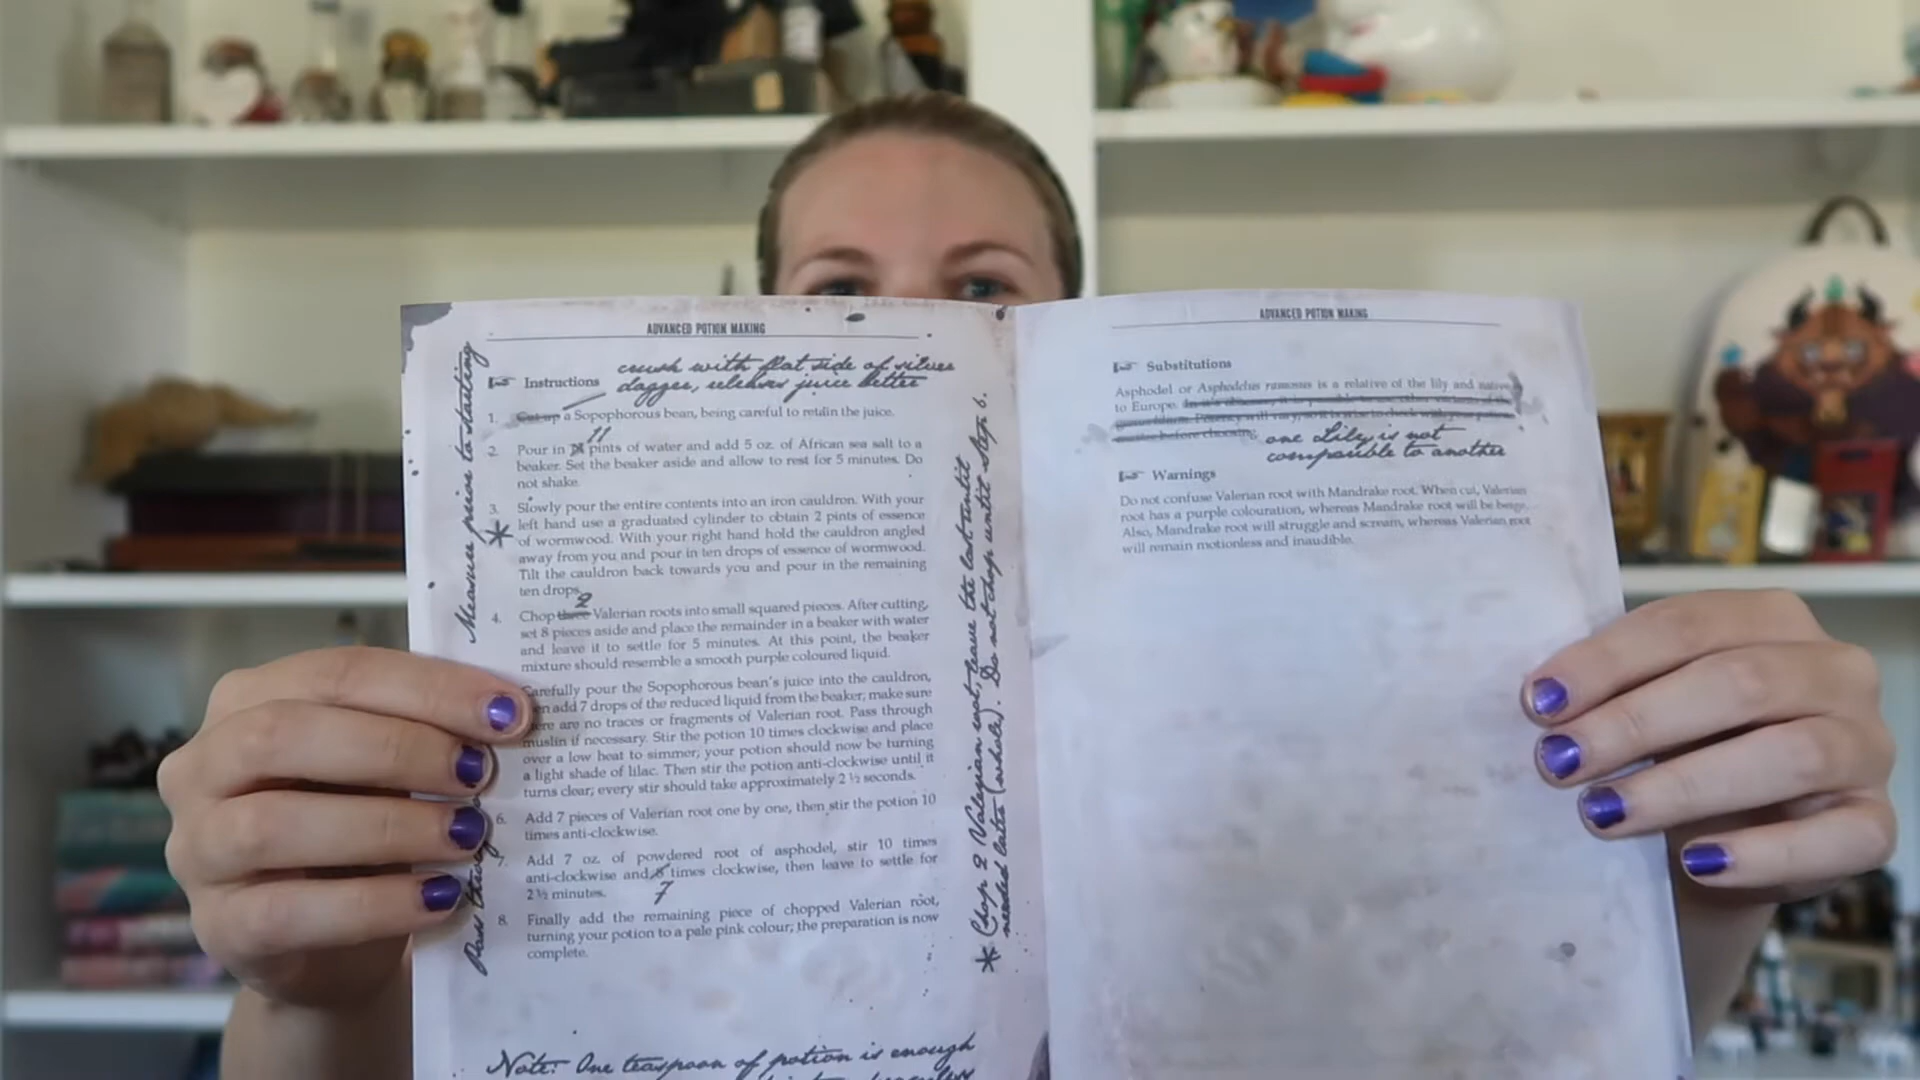 ADVANCED POTION MAKING
Measure prior to starting
crush with flat side of silver
Instructions dagger, releases juice better
1. Cut up a Sopophorous bean, being careful to retain the juice.
11
2. Pour in pints of water and add 5 oz. of African sea salt to a
beaker. Set the beaker aside and allow to rest for 5 minutes. Do
not shake.
3. Slowly pour the entire contents into an iron cauldron. With your
left hand use a graduated cylinder to obtain 2 pints of essence
* of wormwood. With your right hand hold the cauldron angled
away from you and pour in ten drops of essence of wormwood.
Tilt the cauldron back towards you and pour in the remaining
ten drops.
2
4. Chop three Valerian roots into small squared pieces. After cutting,
set 8 pieces aside and place the remainder in a beaker with water
and leave it to settle for 5 minutes. At this point, the beaker
mixture should resemble a smooth purple coloured liquid.
Carefully pour the Sopophorous bean's juice into the cauldron,
add 7 drops of the reduced liquid from the beaker; make sure
are no traces or fragments of Valerian root. Pass through
muslin if necessary. Stir the potion 10 times clockwise and place
over a low heat to simmer; your potion should now be turning
a light shade of lilac. Then stir the potion anti-clockwise until it
turns clear; every stir should take approximately 2 ½ seconds.
6. Add 7 pieces of Valerian root one by one, then stir the potion 10
times anti-clockwise.
7. Add 7 oz. of powdered root of asphodel, stir 10 times
anti-clockwise and 8 times clockwise, then leave to settle for
2 ½ minutes. 7
8. Finally add the remaining piece of chopped Valerian root,
turning your potion to a pale pink colour; the preparation is now
complete.
Pass
* Chop 2 Valerian root, leave the last until
needed later (whole). Do not chop until step 6.
Note: One teaspoon of potion is enough
ADVANCED POTION MAKING
Substitutions
Asphodel or Asphodelus ramosus is a relative of the lily and native
to Europe.
before choosing. one Lily is not
comparible to another
Warnings
Do not confuse Valerian root with Mandrake root. When cut, Valerian
root has a purple colouration, whereas Mandrake root will be beige.
Also, Mandrake root will struggle and scream, whereas Valerian root
will remain motionless and inaudible.